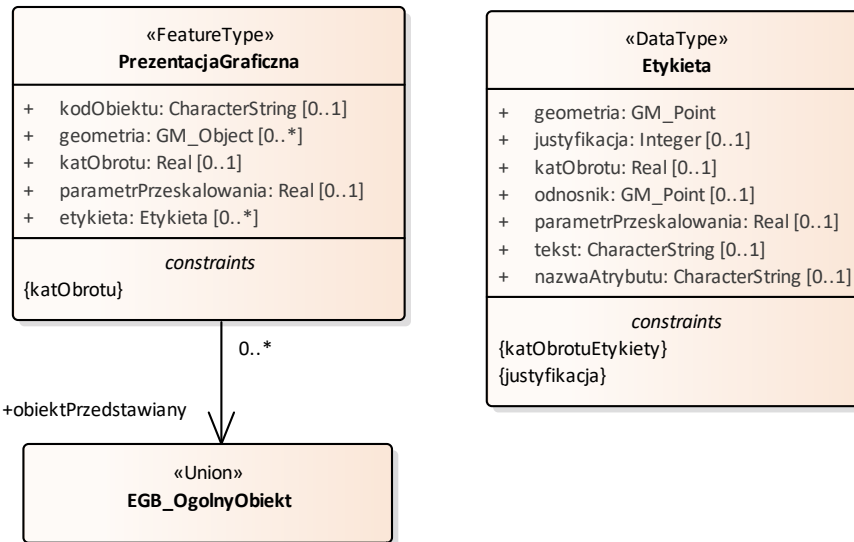 «FeatureType»
PrezentacjaGraficzna
+ kodObiektu: CharacterString [0..1]
+ geometria: GM_Object [0..*]
+ katObrotu: Real [0..1]
+ parametrPrzeskalowania: Real [0..1]
+ etykieta: Etykieta [0..*]
constraints
{katObrotu}
0..*
+obiektPrzedstawiany
«Union»
EGB_OgolnyObiekt
«DataType»
Etykieta
+ geometria: GM_Point
+ justyfikacja: Integer [0..1]
+ katObrotu: Real [0..1]
+ odnosnik: GM_Point [0..1]
+ parametrPrzeskalowania: Real [0..1]
+ tekst: CharacterString [0..1]
+ nazwaAtrybutu: CharacterString [0..1]
constraints
{katObrotuEtykiety}
{justyfikacja}